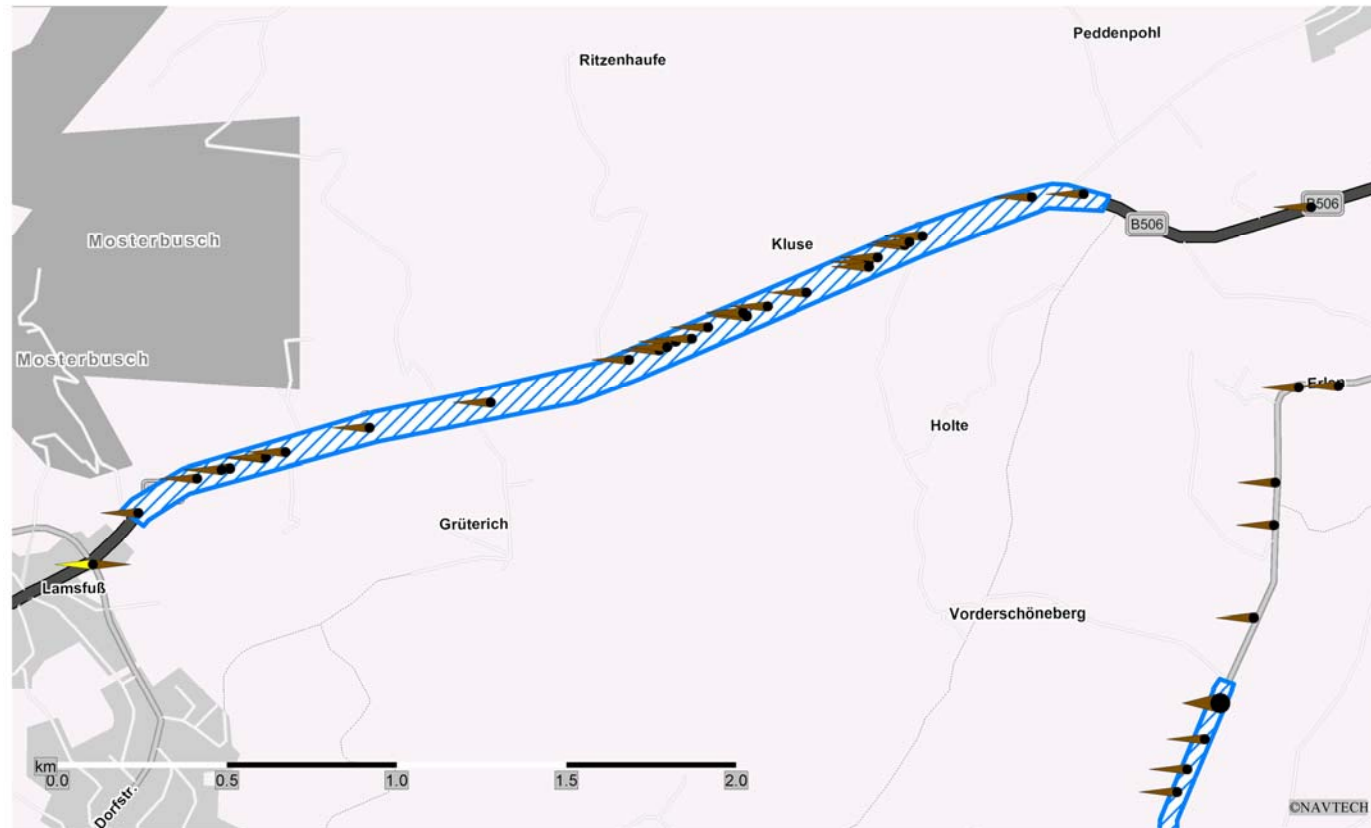 Peddenpohl
Ritzenhaufe
B506
B506
Mosterbusch
Kluse
Mosterbusch
Erlen
Holte
Grüterich
Lamsfuß
Vorderschöneberg
km
0.0
0.5
1.0
1.5
2.0
Dorfstr.
©NAVTECH